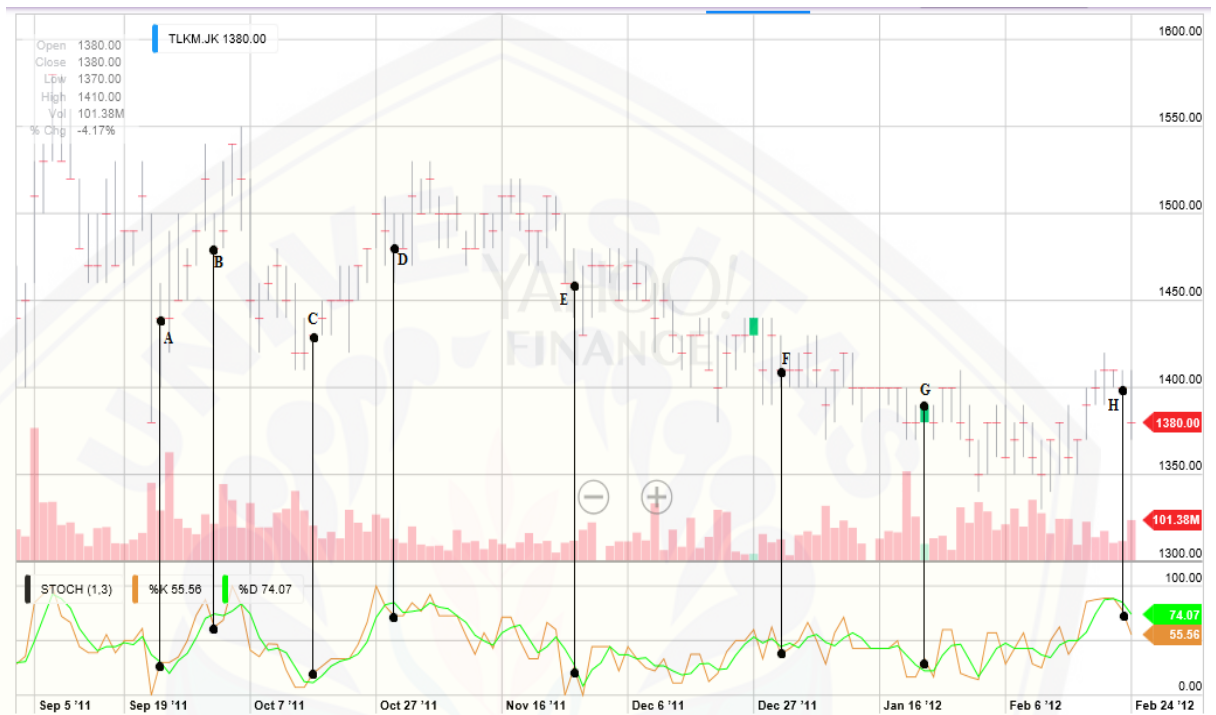 Open 1380.00
Close 1380.00
Low 1370.00
High 1410.00
Vol 101.38M
% Chg -4.17%
TLKM.JK 1380.00
1600.00
1550.00
1500.00
1450.00
1400.00
1380.00
1350.00
101.38M
1300.00
UNIVERSITAS
YAHOO!
FINANCE
A
B
C
D
E
F
G
H
STOCH (1,3) %K 55.56 %D 74.07
100.00
74.07
55.56
0.00
Sep 5 '11 Sep 19 '11 Oct 7 '11 Oct 27 '11 Nov 16 '11 Dec 6 '11 Dec 27 '11 Jan 16 '12 Feb 6 '12 Feb 24 '12